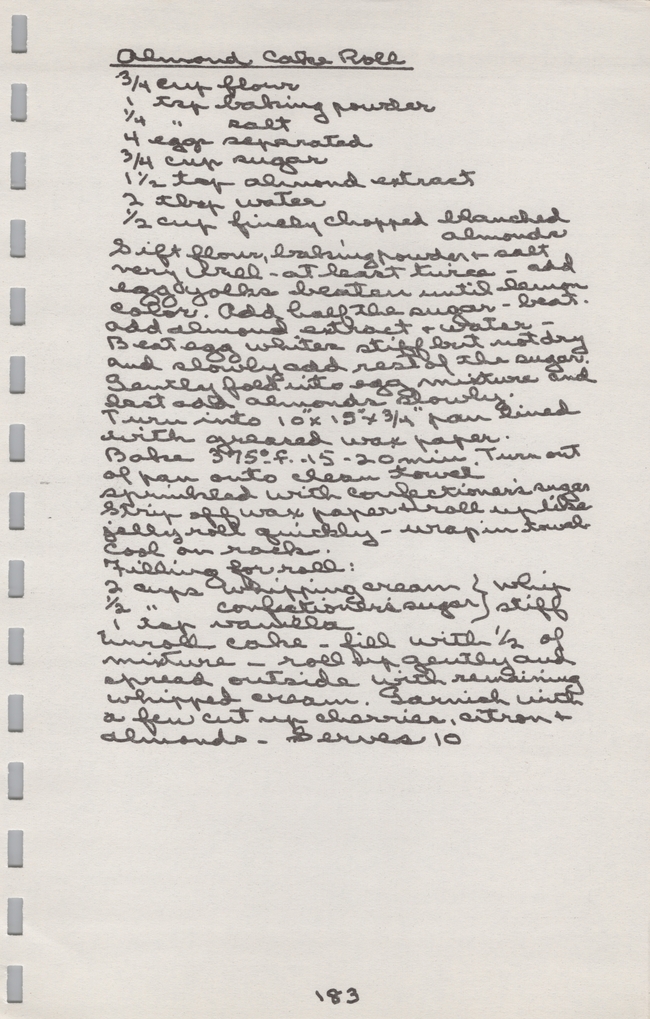 Almond Cake Roll
3/4 cup flour
1 tsp baking powder
1/4 " salt
4 eggs separated
3/4 cup sugar
1 1/2 tsp almond extract
2 tbsp water
1/2 cup finely chopped blanched
almonds
Sift flour, baking powder + salt
very well - at least twice - add
egg yolks beaten until lemon
color. Add half the sugar - beat.
add almond extract + water -
Beat egg whites stiff but not dry
and slowly add rest of the sugar.
Gently fold into egg mixture and
last add almonds slowly.
Turn into 10" x 15" x 3/4" pan lined
with greased wax paper.
Bake 375° f. 15 - 20 min. Turn out
of pan onto clean towel
sprinkled with confectioner's sugar
Strip off wax paper + roll up like
jelly roll quickly - wrap in towel
Cool on rack.
Filling for roll:
2 cups whipping cream } whip
1/2 " confectioner's sugar } stiff
1 tsp vanilla
Unroll cake - fill with 1/2 of
mixture - roll up gently and
spread outside with remaining
whipped cream. Garnish with
a few cut up cherries, citron +
almonds - Serves 10
183